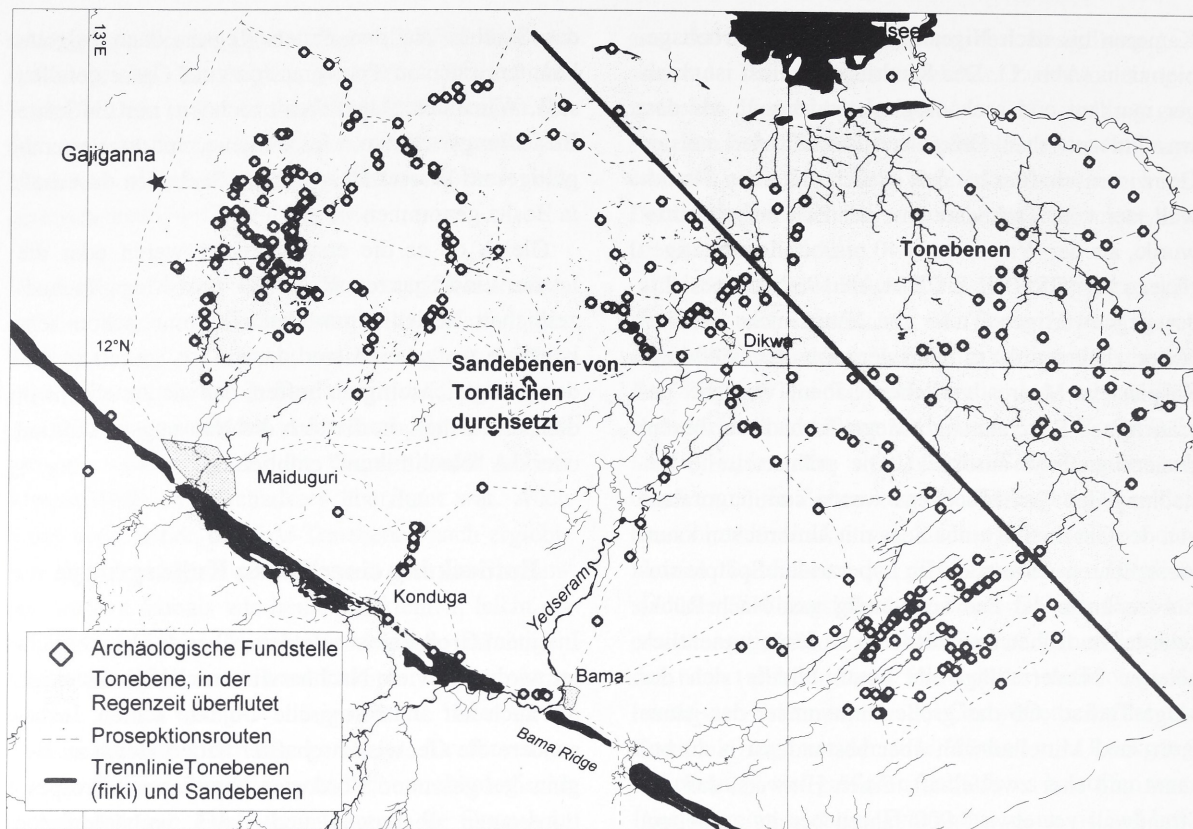 13°E
see
Gajiganna
Tonebenen
12°N
Dikwa
Sandebenen von
Tonflächen
durchsetzt
Maiduguri
Konduga
Yedseram
Bama
Bama Ridge
Archäologische Fundstelle
Tonebene, in der
Regenzeit überflutet
Prosepktionsrouten
TrennlinieTonebenen
(firki) und Sandebenen